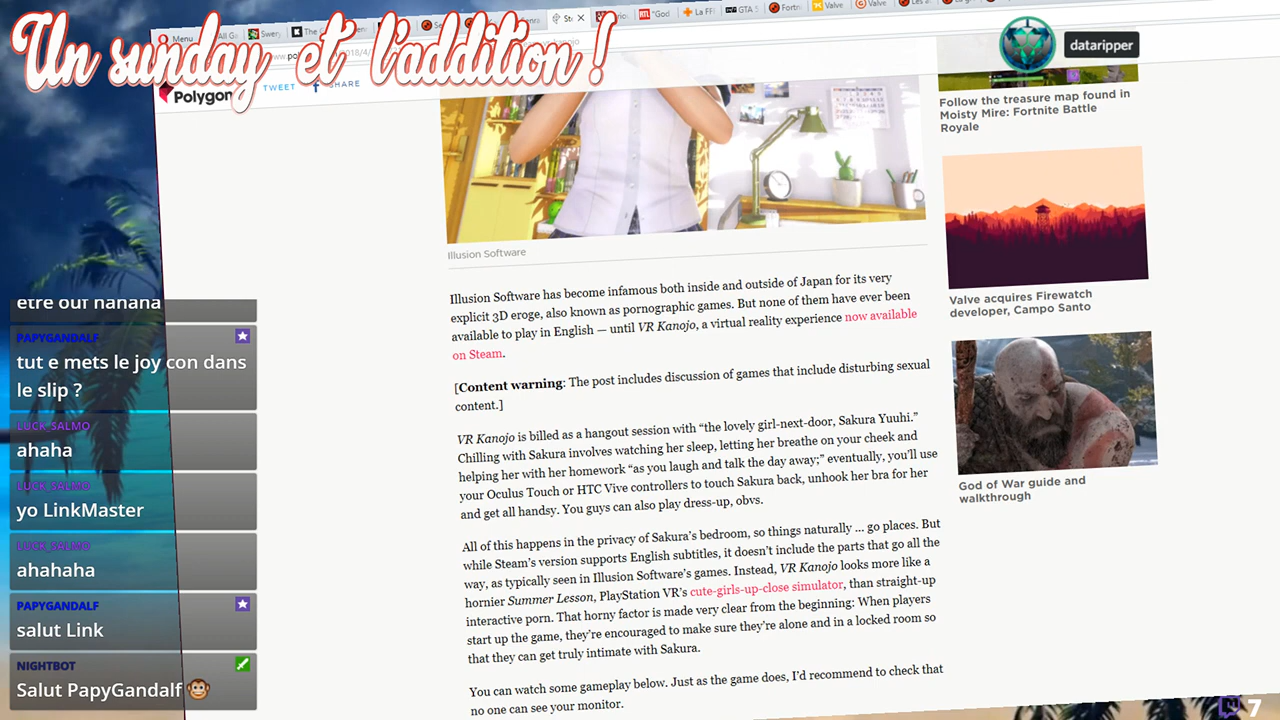 Un sunday et l'addition !
Menu
Swer
The C
St
"God
La FF
GTA 5
Fortn
Valve
Valve
Polygon
TWEET
SHARE
dataripper
Illusion Software
Illusion Software has become infamous both inside and outside of Japan for its very
explicit 3D eroge, also known as pornographic games. But none of them have ever been
available to play in English — until VR Kanojo, a virtual reality experience now available
on Steam.
[Content warning: The post includes discussion of games that include disturbing sexual
content.]
VR Kanojo is billed as a hangout session with “the lovely girl-next-door, Sakura Yuuhi.”
Chilling with Sakura involves watching her sleep, letting her breathe on your cheek and
helping her with her homework “as you laugh and talk the day away;” eventually, you’ll use
your Oculus Touch or HTC Vive controllers to touch Sakura back, unhook her bra for her
and get all handsy. You guys can also play dress-up, obvs.
All of this happens in the privacy of Sakura’s bedroom, so things naturally ... go places. But
while Steam’s version supports English subtitles, it doesn’t include the parts that go all the
way, as typically seen in Illusion Software’s games. Instead, VR Kanojo looks more like a
hornier Summer Lesson, PlayStation VR’s cute-girls-up-close simulator, than straight-up
interactive porn. That horny factor is made very clear from the beginning: When players
start up the game, they’re encouraged to make sure they’re alone and in a locked room so
that they can get truly intimate with Sakura.
You can watch some gameplay below. Just as the game does, I’d recommend to check that
no one can see your monitor.
Follow the treasure map found in
Moisty Mire: Fortnite Battle
Royale
Valve acquires Firewatch
developer, Campo Santo
God of War guide and
walkthrough
etre ouf hahaha
PAPYGANDALF
tut e mets le joy con dans
le slip ?
LUCK_SALMO
ahaha
LUCK_SALMO
yo LinkMaster
LUCK_SALMO
ahahaha
PAPYGANDALF
salut Link
NIGHTBOT
Salut PapyGandalf
7